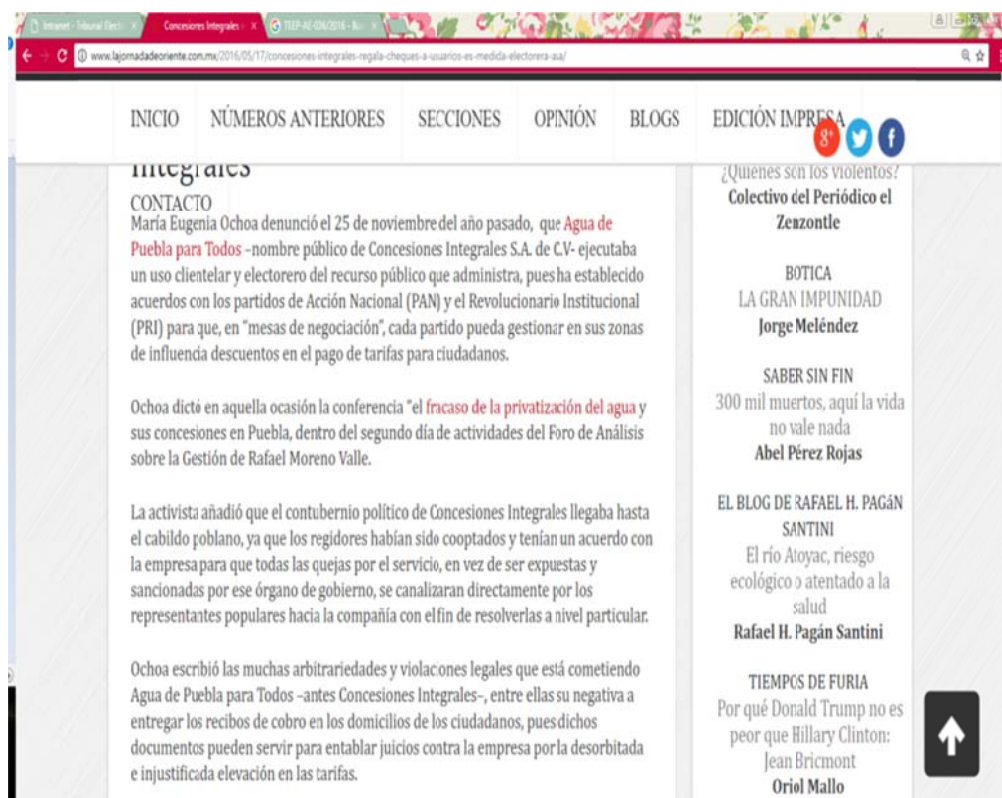 Intranet - Tribunal Elect
Concesiones Integrales
TEEP-AE-036/2016 - Bu
www.lajornadadeoriente.com.mx/2016/05/17/concesiones-integrales-regala-cheques-a-usuarios-es-medida-electorera-asa/
INICIO NÚMEROS ANTERIORES SECCIONES OPINIÓN BLOGS EDICIÓN IMPRESA
Integrales
CONTACTO
María Eugenia Ochoa denunció el 25 de noviembre del año pasado, que Agua de
Puebla para Todos –nombre público de Concesiones Integrales S.A. de C.V- ejecutaba
un uso clientelar y electorero del recurso público que administra, pues ha establecido
acuerdos con los partidos de Acción Nacional (PAN) y el Revolucionario Institucional
(PRI) para que, en "mesas de negociación", cada partido pueda gestionar en sus zonas
de influencia descuentos en el pago de tarifas para ciudadanos.
Ochoa dictó en aquella ocasión la conferencia "el fracaso de la privatización del agua y
sus concesiones en Puebla, dentro del segundo día de actividades del Foro de Análisis
sobre la Gestión de Rafael Moreno Valle.
La activista añadió que el contubernio político de Concesiones Integrales llegaba hasta
el cabildo poblano, ya que los regidores habían sido cooptados y tenían un acuerdo con
la empresa para que todas las quejas por el servicio, en vez de ser expuestas y
sancionadas por ese órgano de gobierno, se canalizaran directamente por los
representantes populares hacia la compañía con el fin de resolverlas a nivel particular.
Ochoa escribió las muchas arbitrariedades y violaciones legales que está cometiendo
Agua de Puebla para Todos –antes Concesiones Integrales–, entre ellas su negativa a
entregar los recibos de cobro en los domicilios de los ciudadanos, pues dichos
documentos pueden servir para entablar juicios contra la empresa por la desorbitada
e injustificada elevación en las tarifas.
¿Quiénes son los violentos?
Colectivo del Periódico el
Zenzontle
BOTICA
LA GRAN IMPUNIDAD
Jorge Meléndez
SABER SIN FIN
300 mil muertos, aquí la vida
no vale nada
Abel Pérez Rojas
EL BLOG DE RAFAEL H. PAGÁN
SANTINI
El río Atoyac, riesgo
ecológico o atentado a la
salud
Rafael H. Pagán Santini
TIEMPOS DE FURIA
Por qué Donald Trump no es
peor que Hillary Clinton:
Jean Bricmont
Oriol Mallo